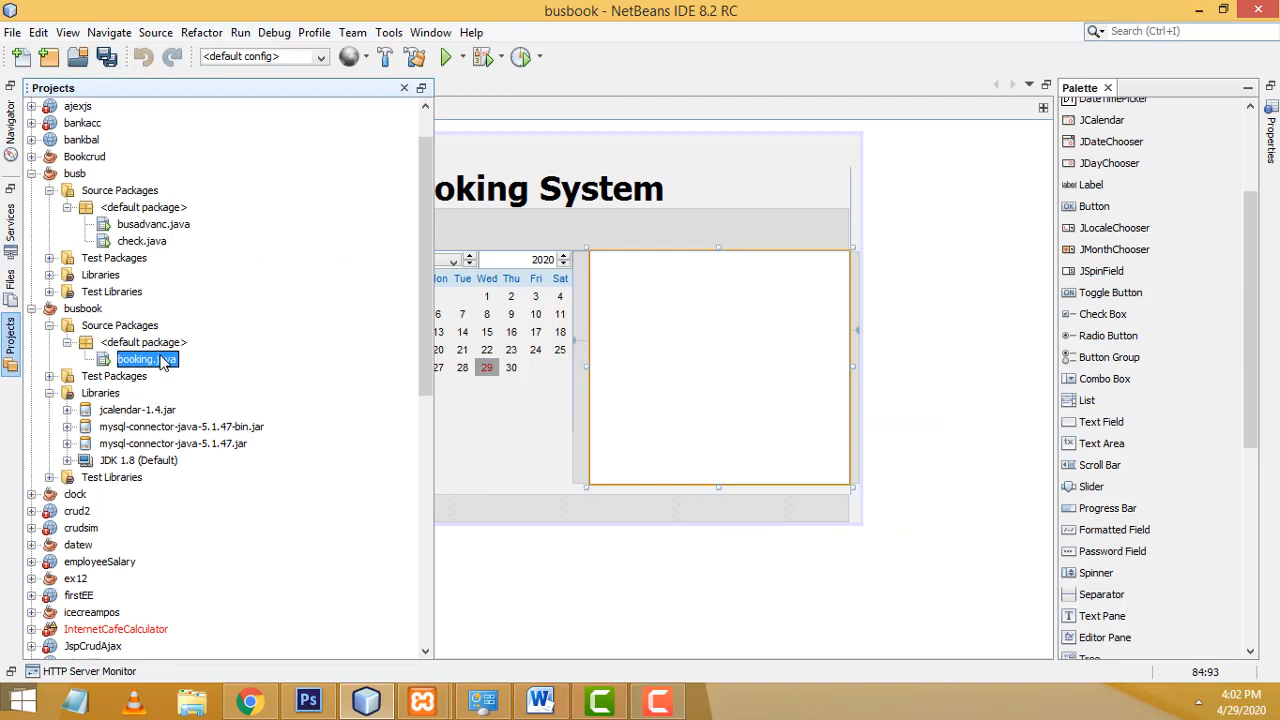 busbook - NetBeans IDE 8.2 RC
File Edit View Navigate Source Refactor Run Debug Profile Team Tools Window Help
Search (Ctrl+I)
<default config>
Projects
Palette
Navigator
Services
Files
Projects
Properties
ajexjs
bankacc
bankbal
Bookcrud
busb
Source Packages
<default package>
busadvanc.java
check.java
Test Packages
Libraries
Test Libraries
busbook
Source Packages
<default package>
booking.java
Test Packages
Libraries
jcalendar-1.4.jar
mysql-connector-java-5.1.47-bin.jar
mysql-connector-java-5.1.47.jar
JDK 1.8 (Default)
Test Libraries
clock
crud2
crudsim
datew
employeeSalary
ex12
firstEE
icecreampos
InternetCafeCalculator
JspCrudAjax
ooking System
2020
Mon Tue Wed Thu Fri Sat
1 2 3 4
6 7 8 9 10 11
13 14 15 16 17 18
20 21 22 23 24 25
27 28 29 30
DateTimePicker
JCalendar
JDateChooser
JDayChooser
Label
Button
JLocaleChooser
JMonthChooser
JSpinField
Toggle Button
Check Box
Radio Button
Button Group
Combo Box
List
Text Field
Text Area
Scroll Bar
Slider
Progress Bar
Formatted Field
Password Field
Spinner
Separator
Text Pane
Editor Pane
Tree
HTTP Server Monitor
84:93
4:02 PM
4/29/2020